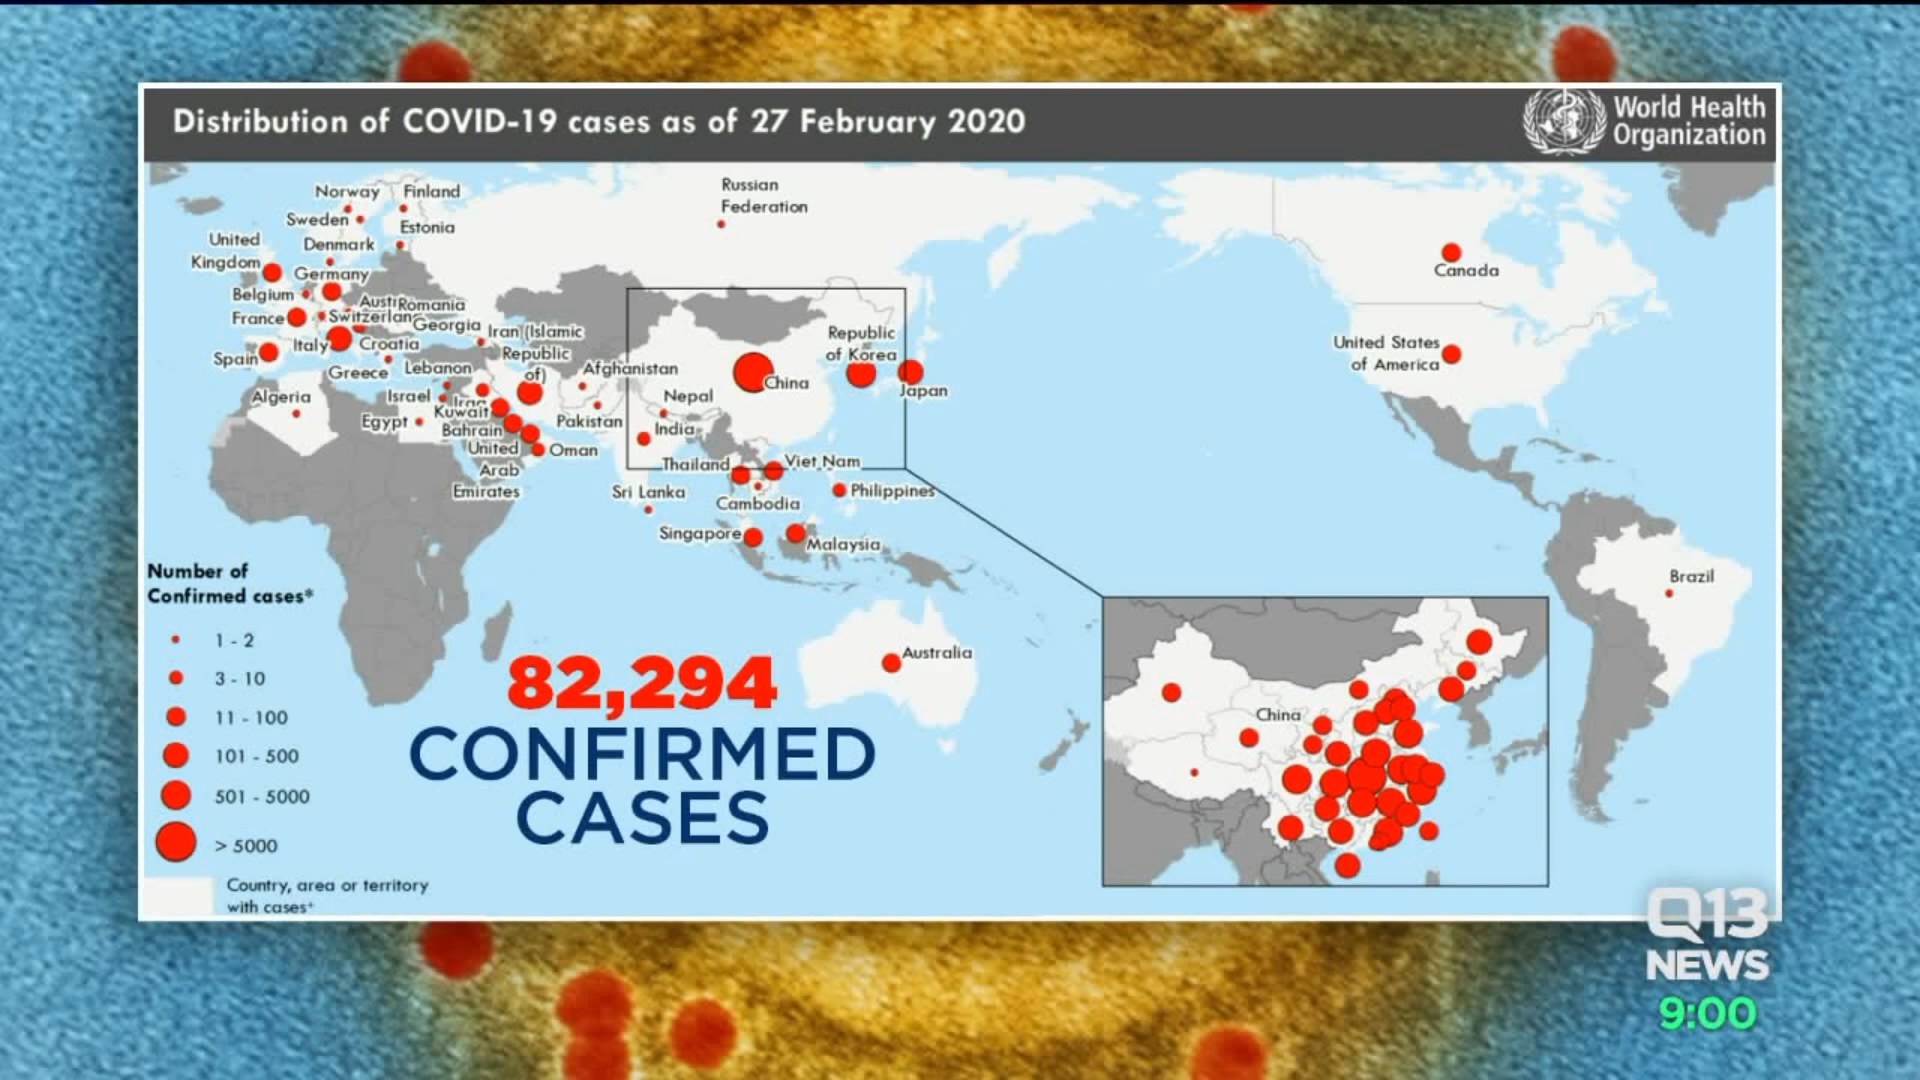 Distribution of COVID-19 cases as of 27 February 2020
World Health
Organization
Norway
Finland
Sweden
Estonia
Russian
Federation
United
Kingdom
Denmark
Germany
Belgium
Romania
France
Switzerlan
Georgia
Spain
Italy
Croatia
Greece
Lebanon
Iran (Islamic
Republic
of)
Afghanistan
Algeria
Israel
Iraq
Kuwait
Egypt
Bahrain
Pakistan
United
Arab
Emirates
Oman
Nepal
India
China
Republic
of Korea
Japan
Thailand
Viet Nam
Sri Lanka
Cambodia
Philippines
Singapore
Malaysia
Canada
United States
of America
Brazil
Australia
China
Number of
Confirmed cases*
1 - 2
3 - 10
11 - 100
101 - 500
501 - 5000
> 5000
Country, area or territory
with cases+
82,294
CONFIRMED
CASES
Q13
NEWS
9:00